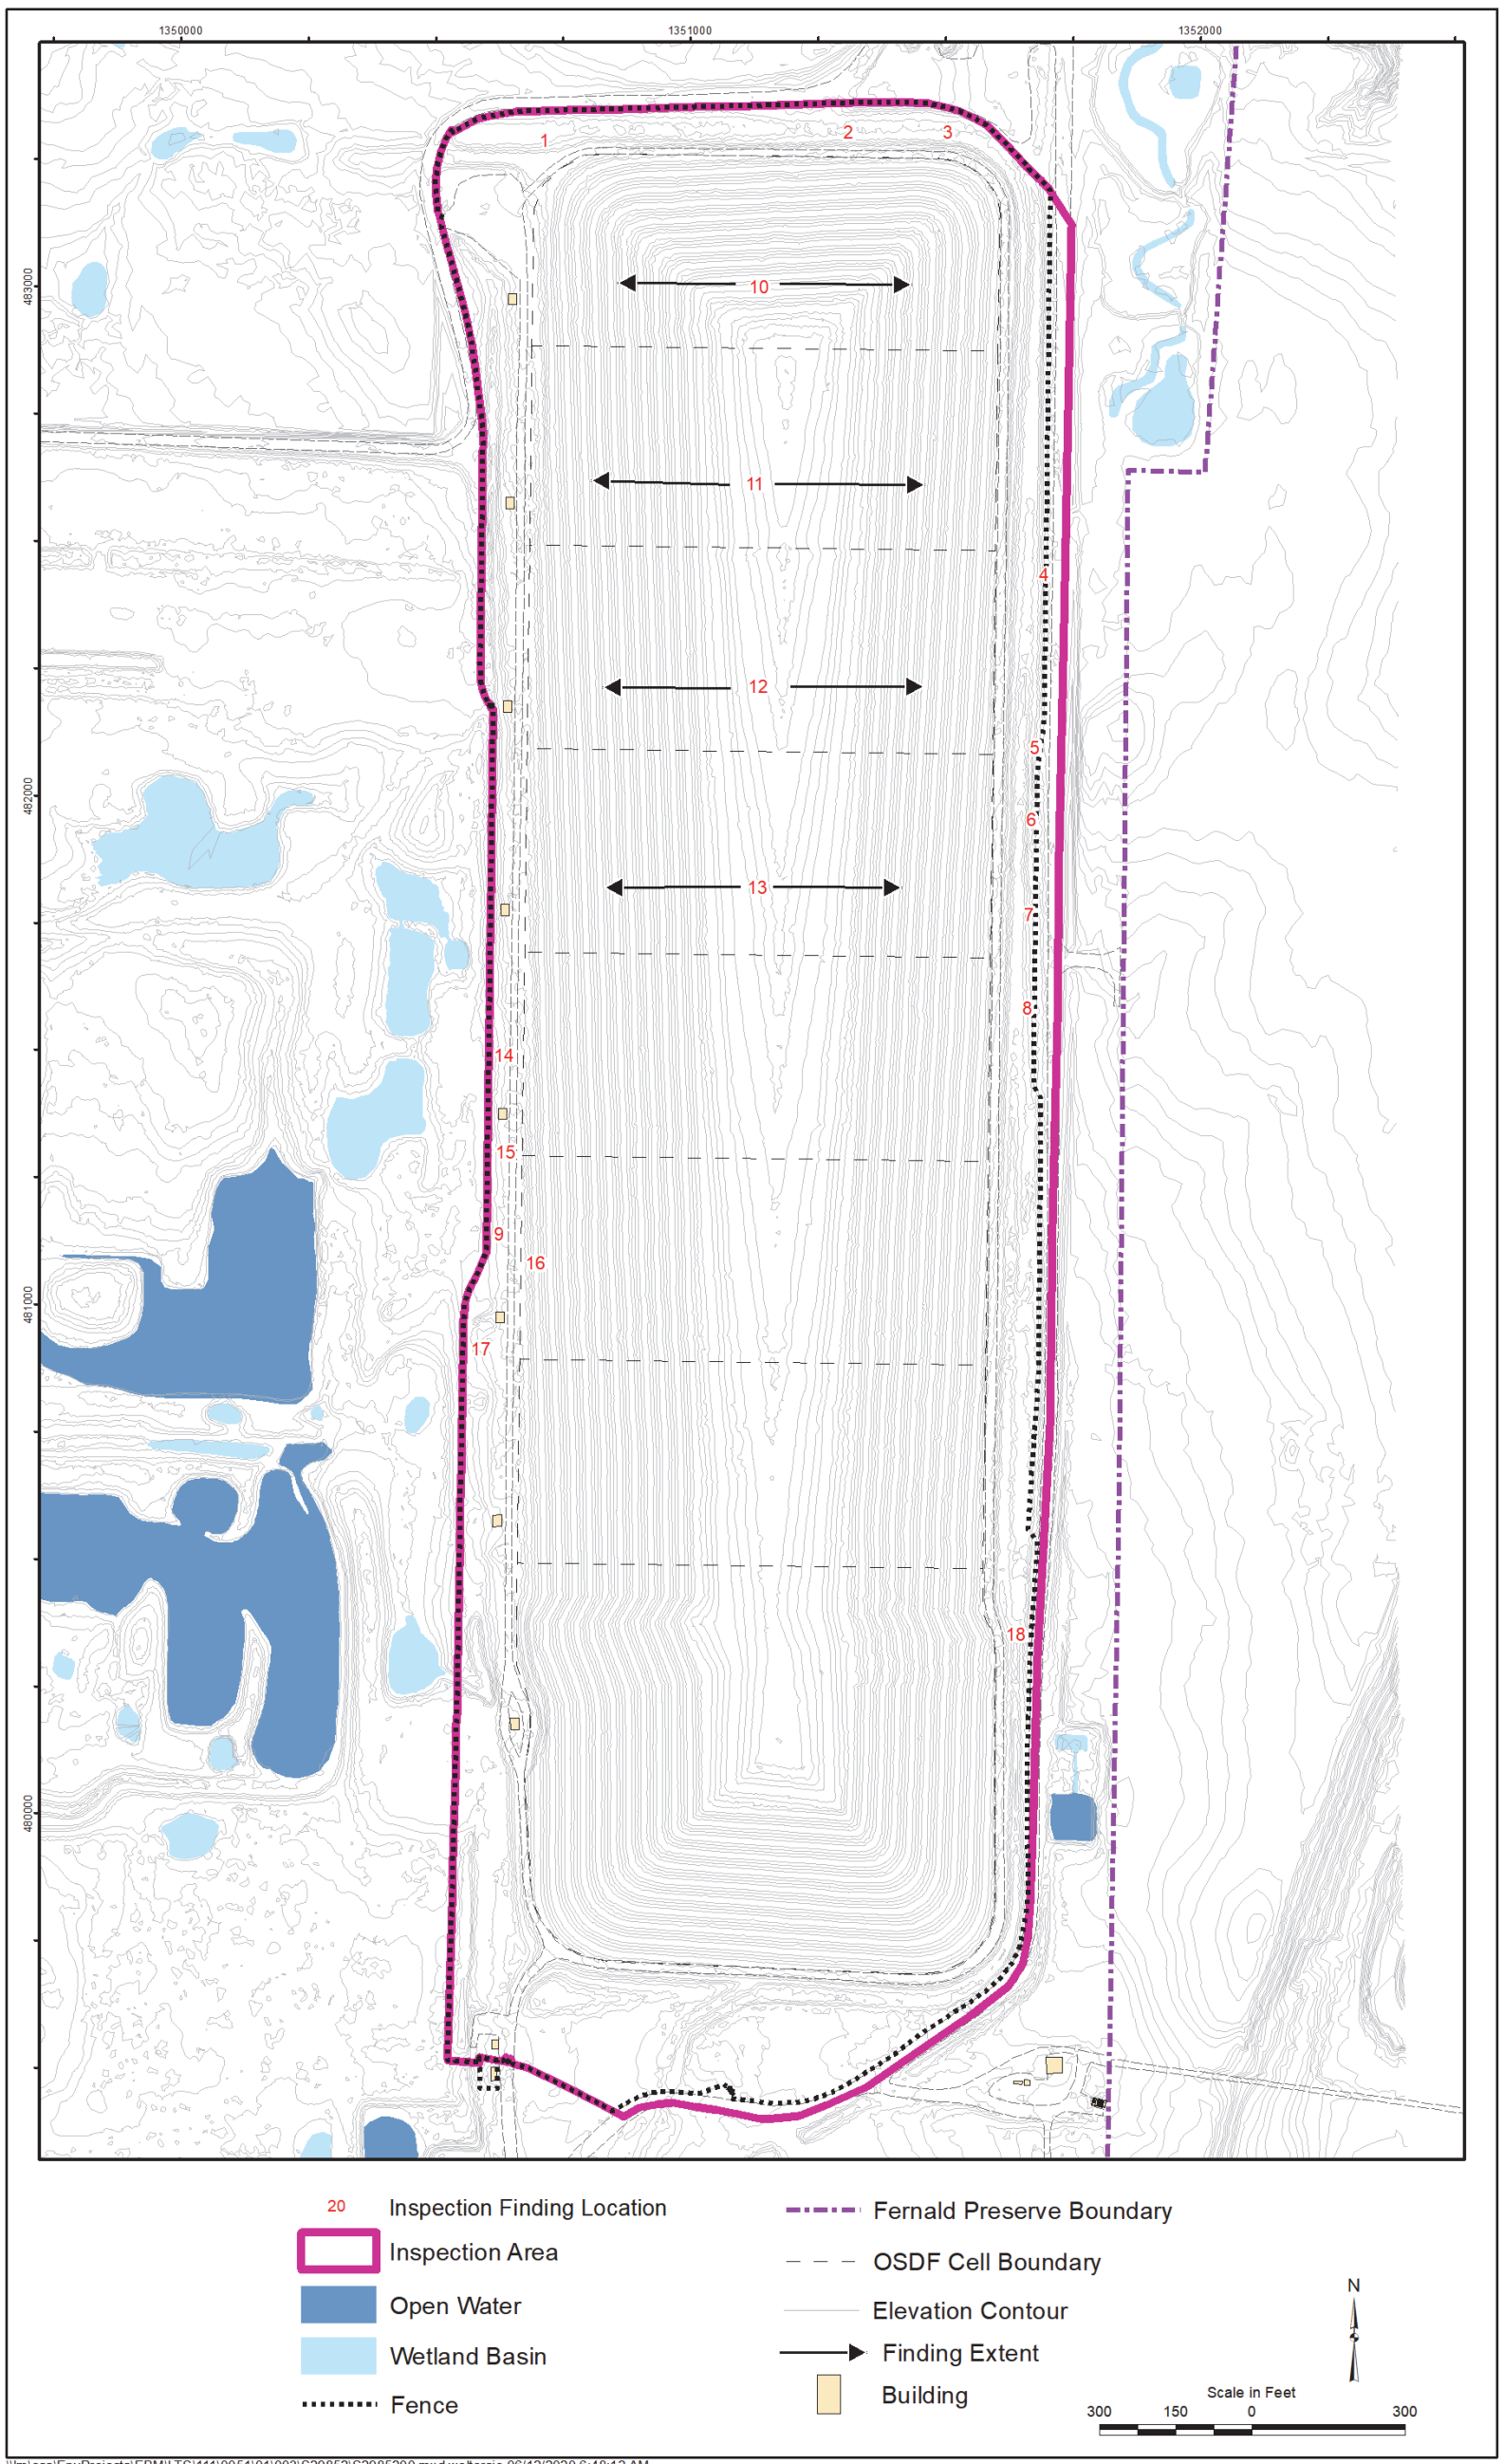 1350000
1351000
1352000
483000
482000
481000
480000
1
2
3
10
11
4
12
5
6
13
7
8
14
15
9
16
17
18
20 Inspection Finding Location
Inspection Area
Open Water
Wetland Basin
Fence
Fernald Preserve Boundary
OSDF Cell Boundary
Elevation Contour
Finding Extent
Building
N
Scale in Feet
300 150 0 300